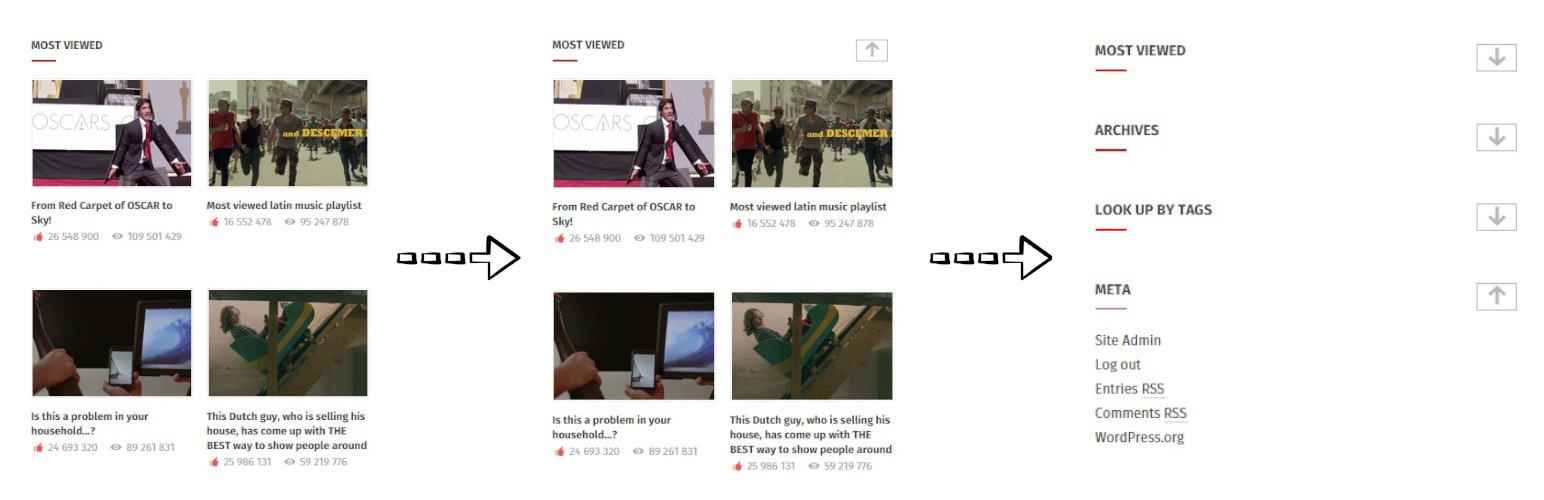 MOST VIEWED
OSCARS
and DESCEMER
From Red Carpet of OSCAR to
Sky!
26 548 900 109 501 429
Most viewed latin music playlist
16 552 478 95 247 878
Is this a problem in your
household...?
24 693 320 89 261 831
This Dutch guy, who is selling his
house, has come up with THE
BEST way to show people around
25 986 131 59 219 776
MOST VIEWED
OSCARS
and DESCEMER
From Red Carpet of OSCAR to
Sky!
26 548 900 109 501 429
Most viewed latin music playlist
16 552 478 95 247 878
Is this a problem in your
household...?
24 693 320 89 261 831
This Dutch guy, who is selling his
house, has come up with THE
BEST way to show people around
25 986 131 59 219 776
MOST VIEWED
ARCHIVES
LOOK UP BY TAGS
META
Site Admin
Log out
Entries RSS
Comments RSS
WordPress.org